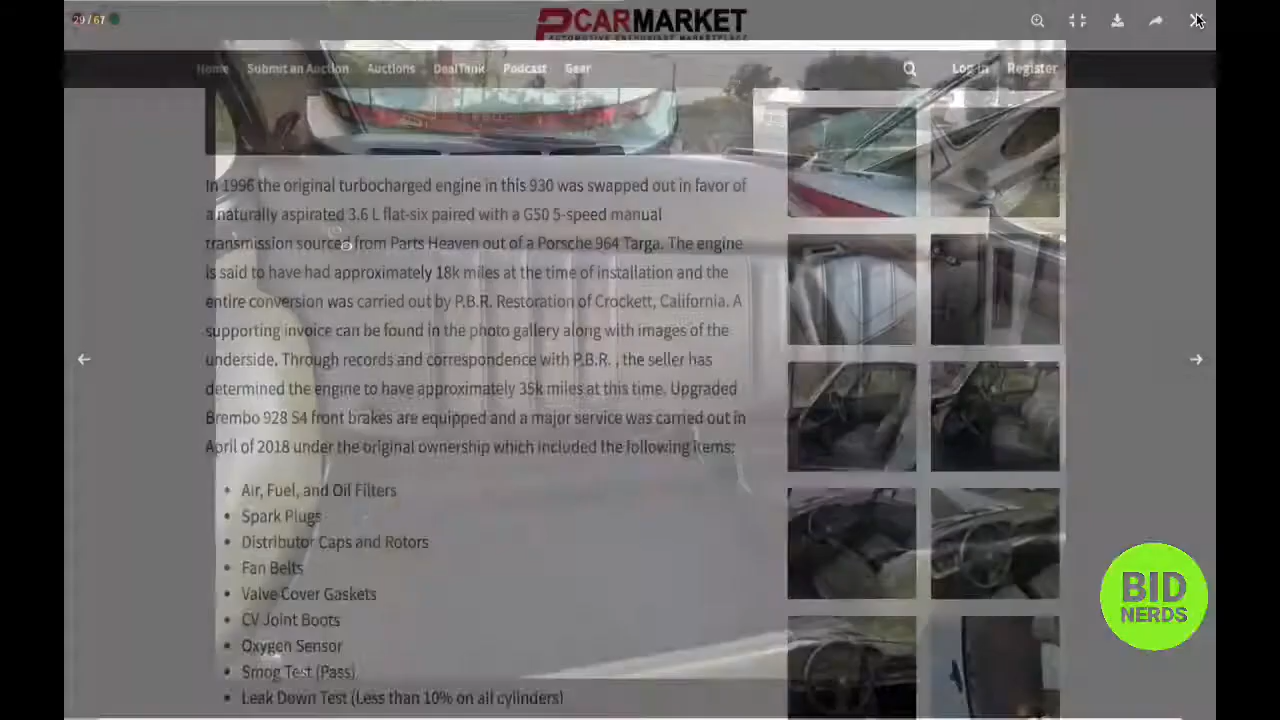 29 / 67
PCARMARKET
AUTOMOTIVE ENTHUSIAST MARKETPLACE
Home Submit an Auction Auctions DealTank Podcast Gear Log In Register
In 1996 the original turbocharged engine in this 930 was swapped out in favor of
a naturally aspirated 3.6 L flat-six paired with a G50 5-speed manual
transmission sourced from Parts Heaven out of a Porsche 964 Targa. The engine
is said to have had approximately 18k miles at the time of installation and the
entire conversion was carried out by P.B.R. Restoration of Crockett, California. A
supporting invoice can be found in the photo gallery along with images of the
underside. Through records and correspondence with P.B.R. , the seller has
determined the engine to have approximately 35k miles at this time. Upgraded
Brembo 928 S4 front brakes are equipped and a major service was carried out in
April of 2018 under the original ownership which included the following items:
• Air, Fuel, and Oil Filters
• Spark Plugs
• Distributor Caps and Rotors
• Fan Belts
• Valve Cover Gaskets
• CV Joint Boots
• Oxygen Sensor
• Smog Test (Pass)
• Leak Down Test (Less than 10% on all cylinders)
BID
NERDS